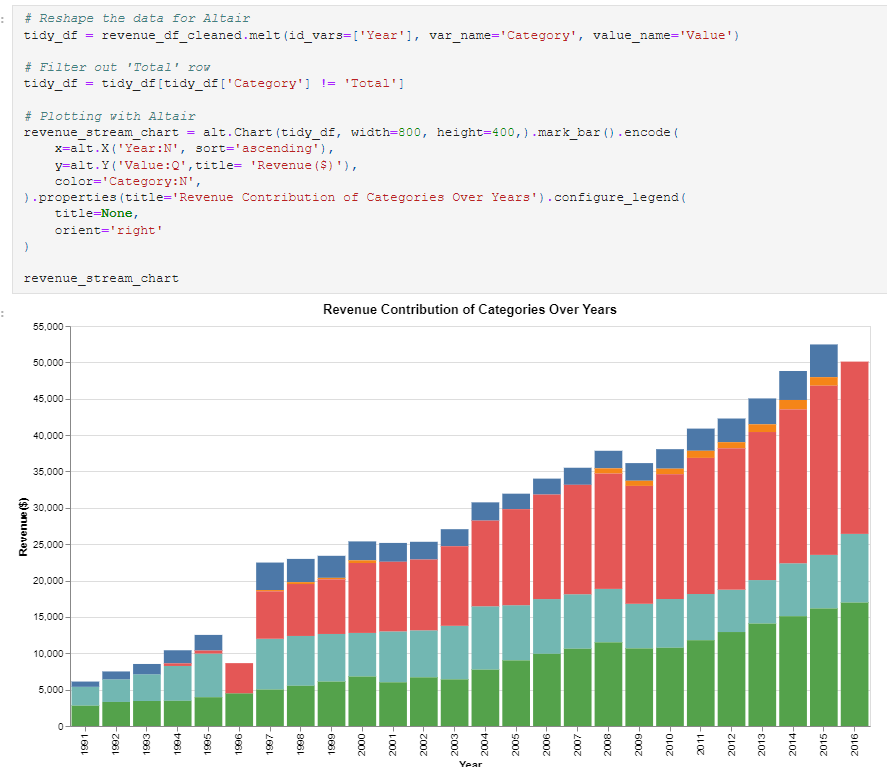 :
# Reshape the data for Altair
tidy_df = revenue_df_cleaned.melt(id_vars=['Year'], var_name='Category', value_name='Value')
# Filter out 'Total' row
tidy_df = tidy_df[tidy_df['Category'] != 'Total']
# Plotting with Altair
revenue_stream_chart = alt.Chart(tidy_df, width=800, height=400,).mark_bar().encode(
x=alt.X('Year:N', sort='ascending'),
y=alt.Y('Value:Q',title= 'Revenue($)'),
color='Category:N',
).properties(title='Revenue Contribution of Categories Over Years').configure_legend(
title=None,
orient='right'
)
revenue_stream_chart
:
Revenue Contribution of Categories Over Years
55,000
50,000
45,000
40,000
35,000
30,000
25,000
20,000
15,000
10,000
5,000
0
Revenue($)
1991 1992 1993 1994 1995 1996 1997 1998 1999 2000 2001 2002 2003 2004 2005 2006 2007 2008 2009 2010 2011 2012 2013 2014 2015 2016
Year